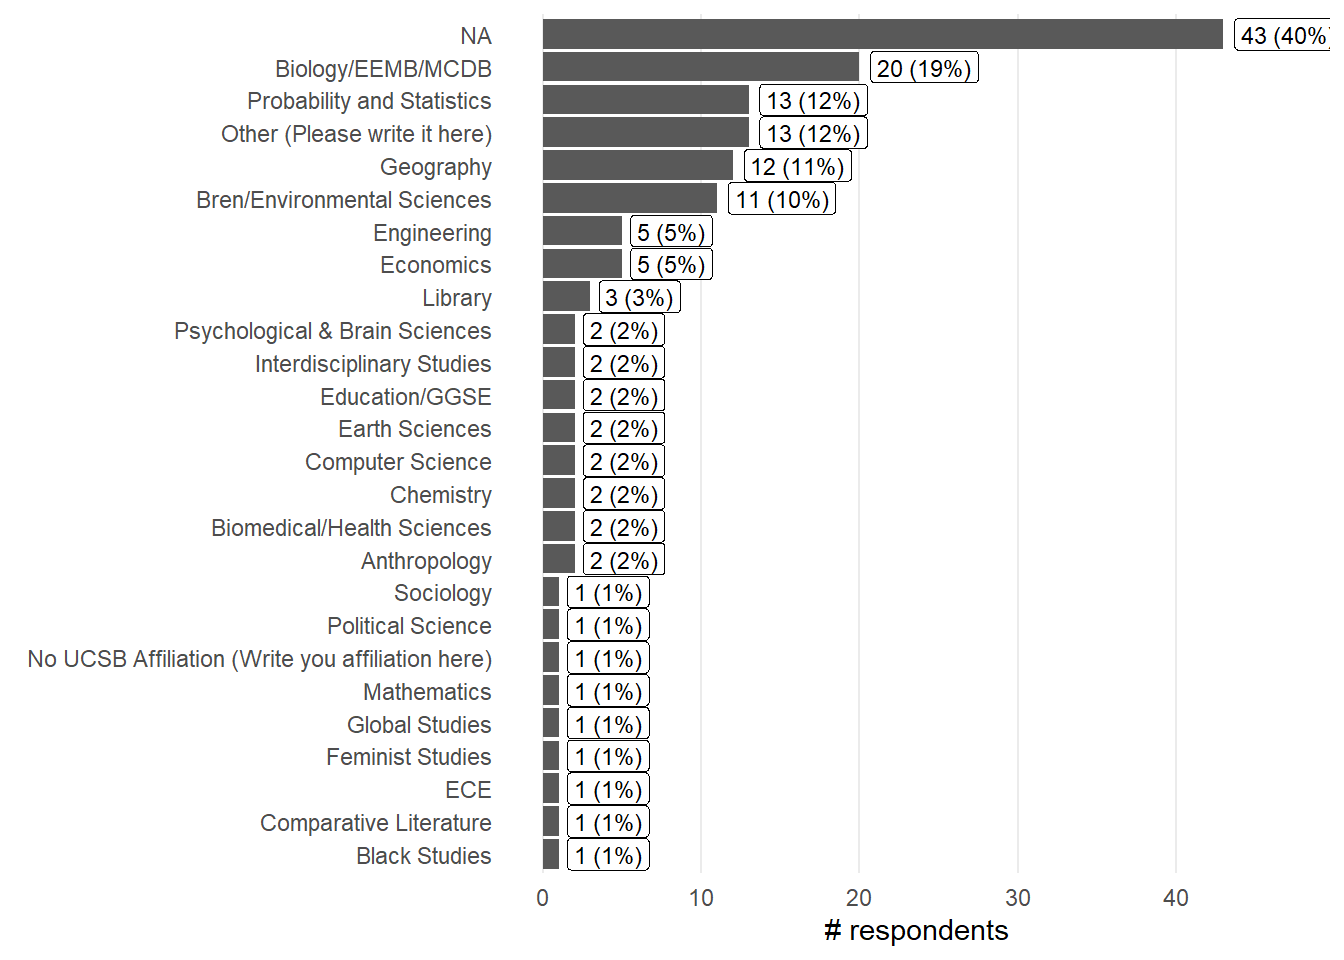 NA 43 (40%)
Biology/EEMB/MCDB 20 (19%)
Probability and Statistics 13 (12%)
Other (Please write it here) 13 (12%)
Geography 12 (11%)
Bren/Environmental Sciences 11 (10%)
Engineering 5 (5%)
Economics 5 (5%)
Library 3 (3%)
Psychological & Brain Sciences 2 (2%)
Interdisciplinary Studies 2 (2%)
Education/GGSE 2 (2%)
Earth Sciences 2 (2%)
Computer Science 2 (2%)
Chemistry 2 (2%)
Biomedical/Health Sciences 2 (2%)
Anthropology 2 (2%)
Sociology 1 (1%)
Political Science 1 (1%)
No UCSB Affiliation (Write you affiliation here) 1 (1%)
Mathematics 1 (1%)
Global Studies 1 (1%)
Feminist Studies 1 (1%)
ECE 1 (1%)
Comparative Literature 1 (1%)
Black Studies 1 (1%)
0 10 20 30 40
# respondents